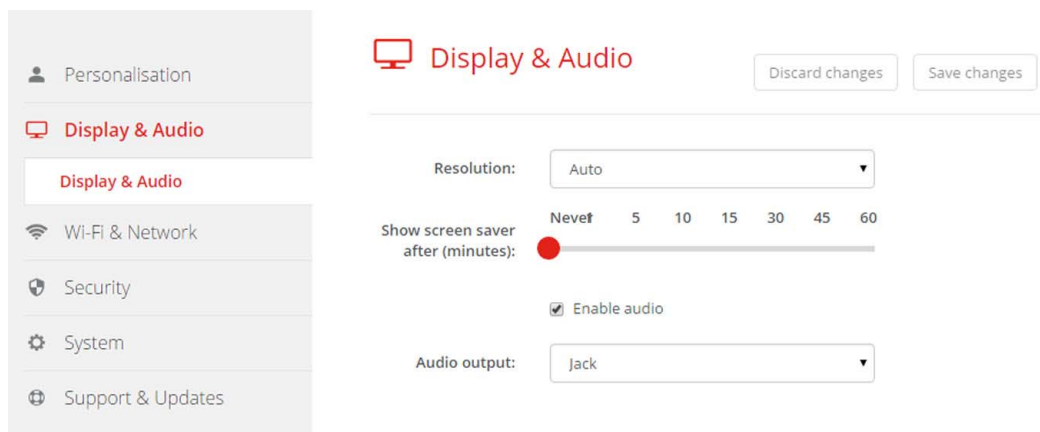 Personalisation
Display & Audio
Display & Audio
Wi-Fi & Network
Security
System
Support & Updates
Display & Audio
Discard changes
Save changes
Resolution:
Auto
Show screen saver
after (minutes):
Never 1 5 10 15 30 45 60
Enable audio
Audio output:
Jack